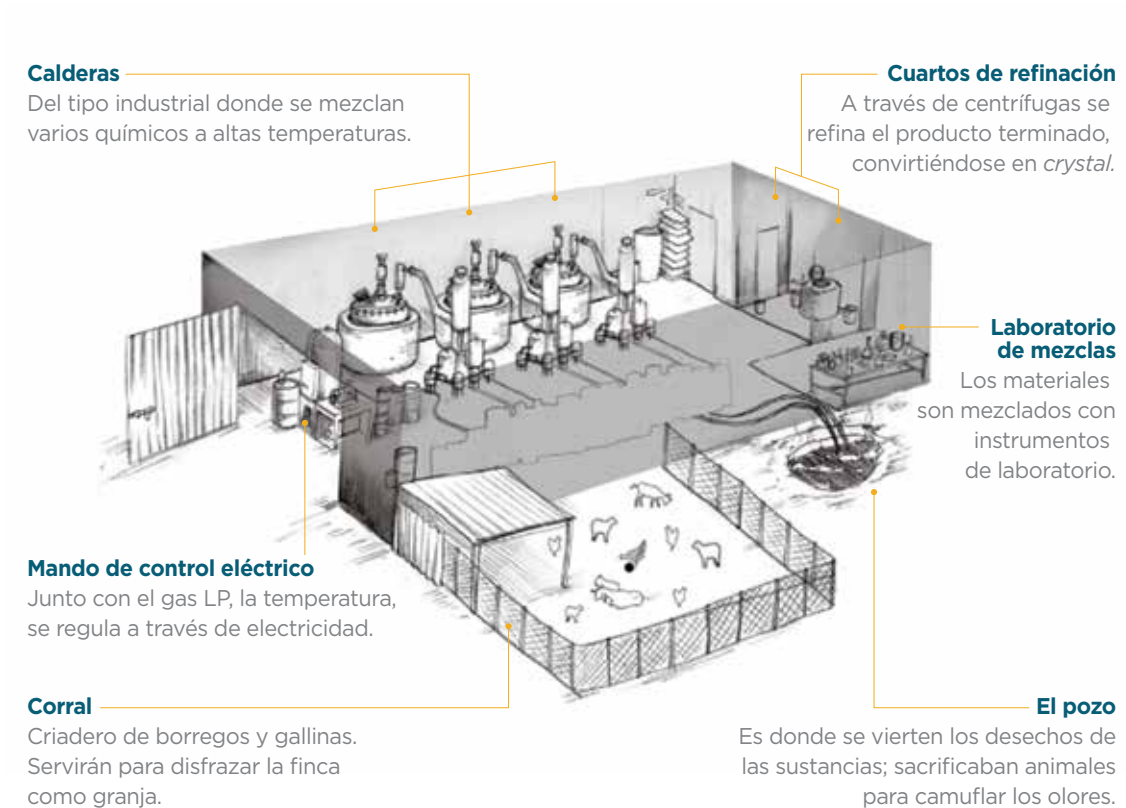 Calderas
Del tipo industrial donde se mezclan
varios químicos a altas temperaturas.
Cuartos de refinación
A través de centrífugas se
refina el producto terminado,
convirtiéndose en crystal.
Laboratorio
de mezclas
Los materiales
son mezclados con
instrumentos
de laboratorio.
Mando de control eléctrico
Junto con el gas LP, la temperatura,
se regula a través de electricidad.
Corral
Criadero de borregos y gallinas.
Servirán para disfrazar la finca
como granja.
El pozo
Es donde se vierten los desechos de
las sustancias; sacrificaban animales
para camuflar los olores.